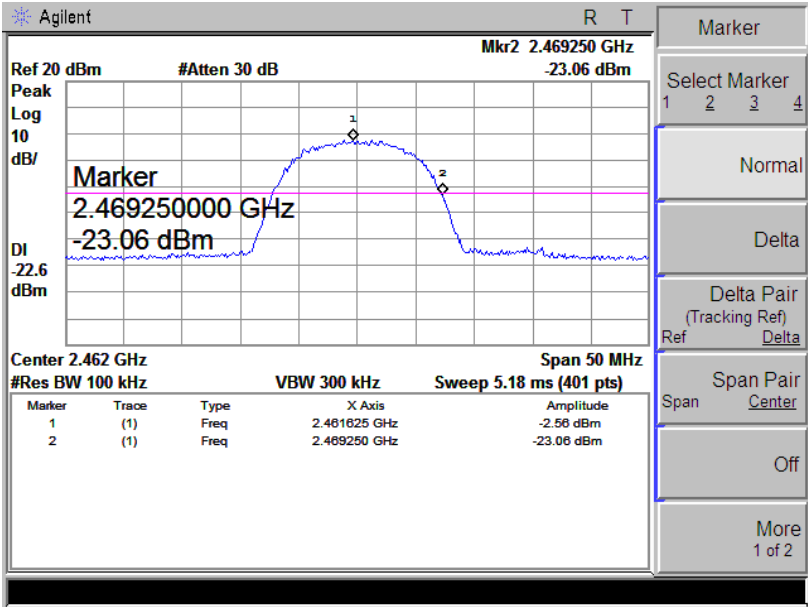 Agilent R T
Mkr2 2.469250 GHz
Ref 20 dBm #Atten 30 dB -23.06 dBm
Peak
Log
10
dB/
1
2
Marker
2.469250000 GHz
-23.06 dBm
DI
-22.6
dBm
Center 2.462 GHz Span 50 MHz
#Res BW 100 kHz VBW 300 kHz Sweep 5.18 ms (401 pts)
Marker Trace Type X Axis Amplitude
1 (1) Freq 2.461625 GHz -2.56 dBm
2 (1) Freq 2.469250 GHz -23.06 dBm
Marker
Select Marker
1 2 3 4
Normal
Delta
Delta Pair
(Tracking Ref)
Ref Delta
Span Pair
Span Center
Off
More
1 of 2